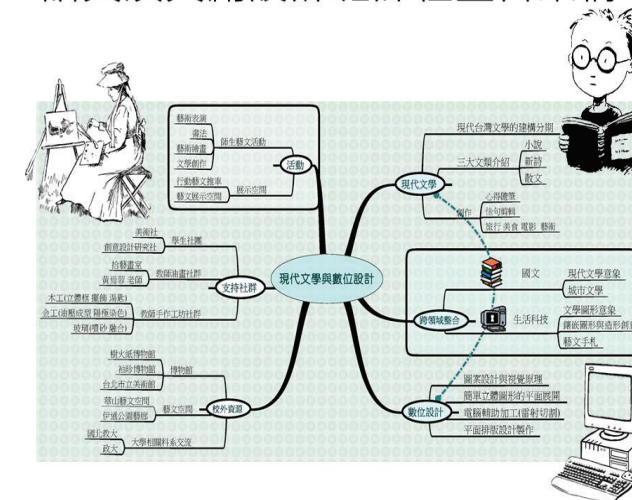 現代文學與數位設計
活動
師生藝文活動
藝術表演
書法
藝術繪畫
文學創作
展示空間
行動藝文推車
藝文展示空間
支持社群
學生社團
美術社
創意設計研究社
教師油畫社群
拾藝畫室
教師手作工坊社群
木工(立體框 擺飾 湯匙)
金工(油壓成型 陽極染色)
玻璃(噴砂 融合)
校外資源
博物館
樹火紙博物館
袖珍博物館
台北市立美術館
藝文空間
華山藝文空間
伊通公園藝廊
大學相關科系交流
國北教大
政大
現代文學
現代台灣文學的建構分期
三大文類介紹
小說
新詩
散文
創作
心得隨筆
佳句編輯
旅行 美食 電影 藝術
跨領域整合
國文
現代文學意象
城市文學
生活科技
文學圖形意象
鑲嵌圖形與造形創意
藝文手札
數位設計
圖案設計與視覺原理
簡單立體圖形的平面展開
電腦輔助加工(雷射切割)
平面排版設計製作